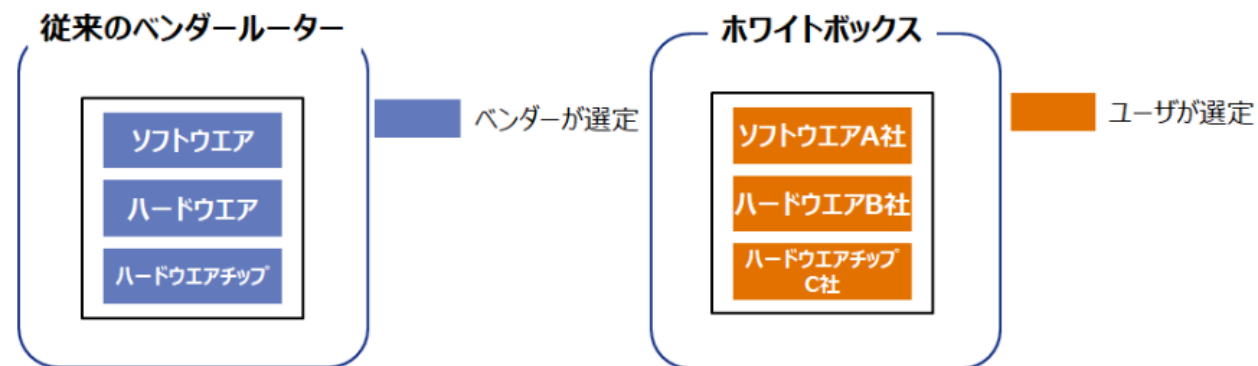 従来のベンダールーター
ソフトウエア
ハードウエア
ハードウエアチップ
ベンダーが選定
ホワイトボックス
ソフトウエアA社
ハードウエアB社
ハードウエアチップ
C社
ユーザが選定